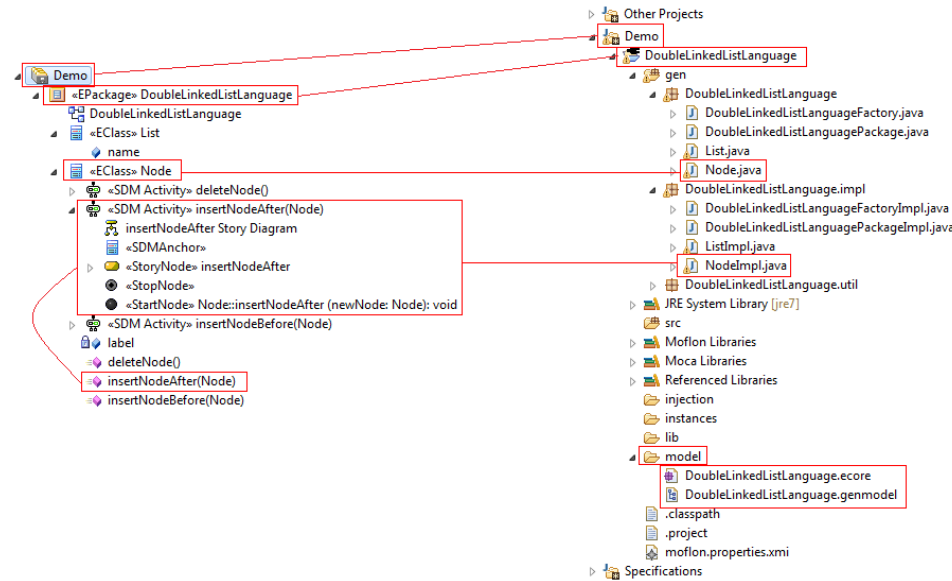 Demo
«EPackage» DoubleLinkedListLanguage
DoubleLinkedListLanguage
«EClass» List
name
«EClass» Node
«SDM Activity» deleteNode()
«SDM Activity» insertNodeAfter(Node)
insertNodeAfter Story Diagram
«SDMAnchor»
«StoryNode» insertNodeAfter
«StopNode»
«StartNode» Node::insertNodeAfter (newNode: Node): void
«SDM Activity» insertNodeBefore(Node)
label
deleteNode()
insertNodeAfter(Node)
insertNodeBefore(Node)
Other Projects
Demo
DoubleLinkedListLanguage
gen
DoubleLinkedListLanguage
DoubleLinkedListLanguageFactory.java
DoubleLinkedListLanguagePackage.java
List.java
Node.java
DoubleLinkedListLanguage.impl
DoubleLinkedListLanguageFactoryImpl.java
DoubleLinkedListLanguagePackageImpl.java
ListImpl.java
NodeImpl.java
DoubleLinkedListLanguage.util
JRE System Library [jre7]
src
Moflon Libraries
Moca Libraries
Referenced Libraries
injection
instances
lib
model
DoubleLinkedListLanguage.ecore
DoubleLinkedListLanguage.genmodel
.classpath
.project
moflon.properties.xmi
Specifications